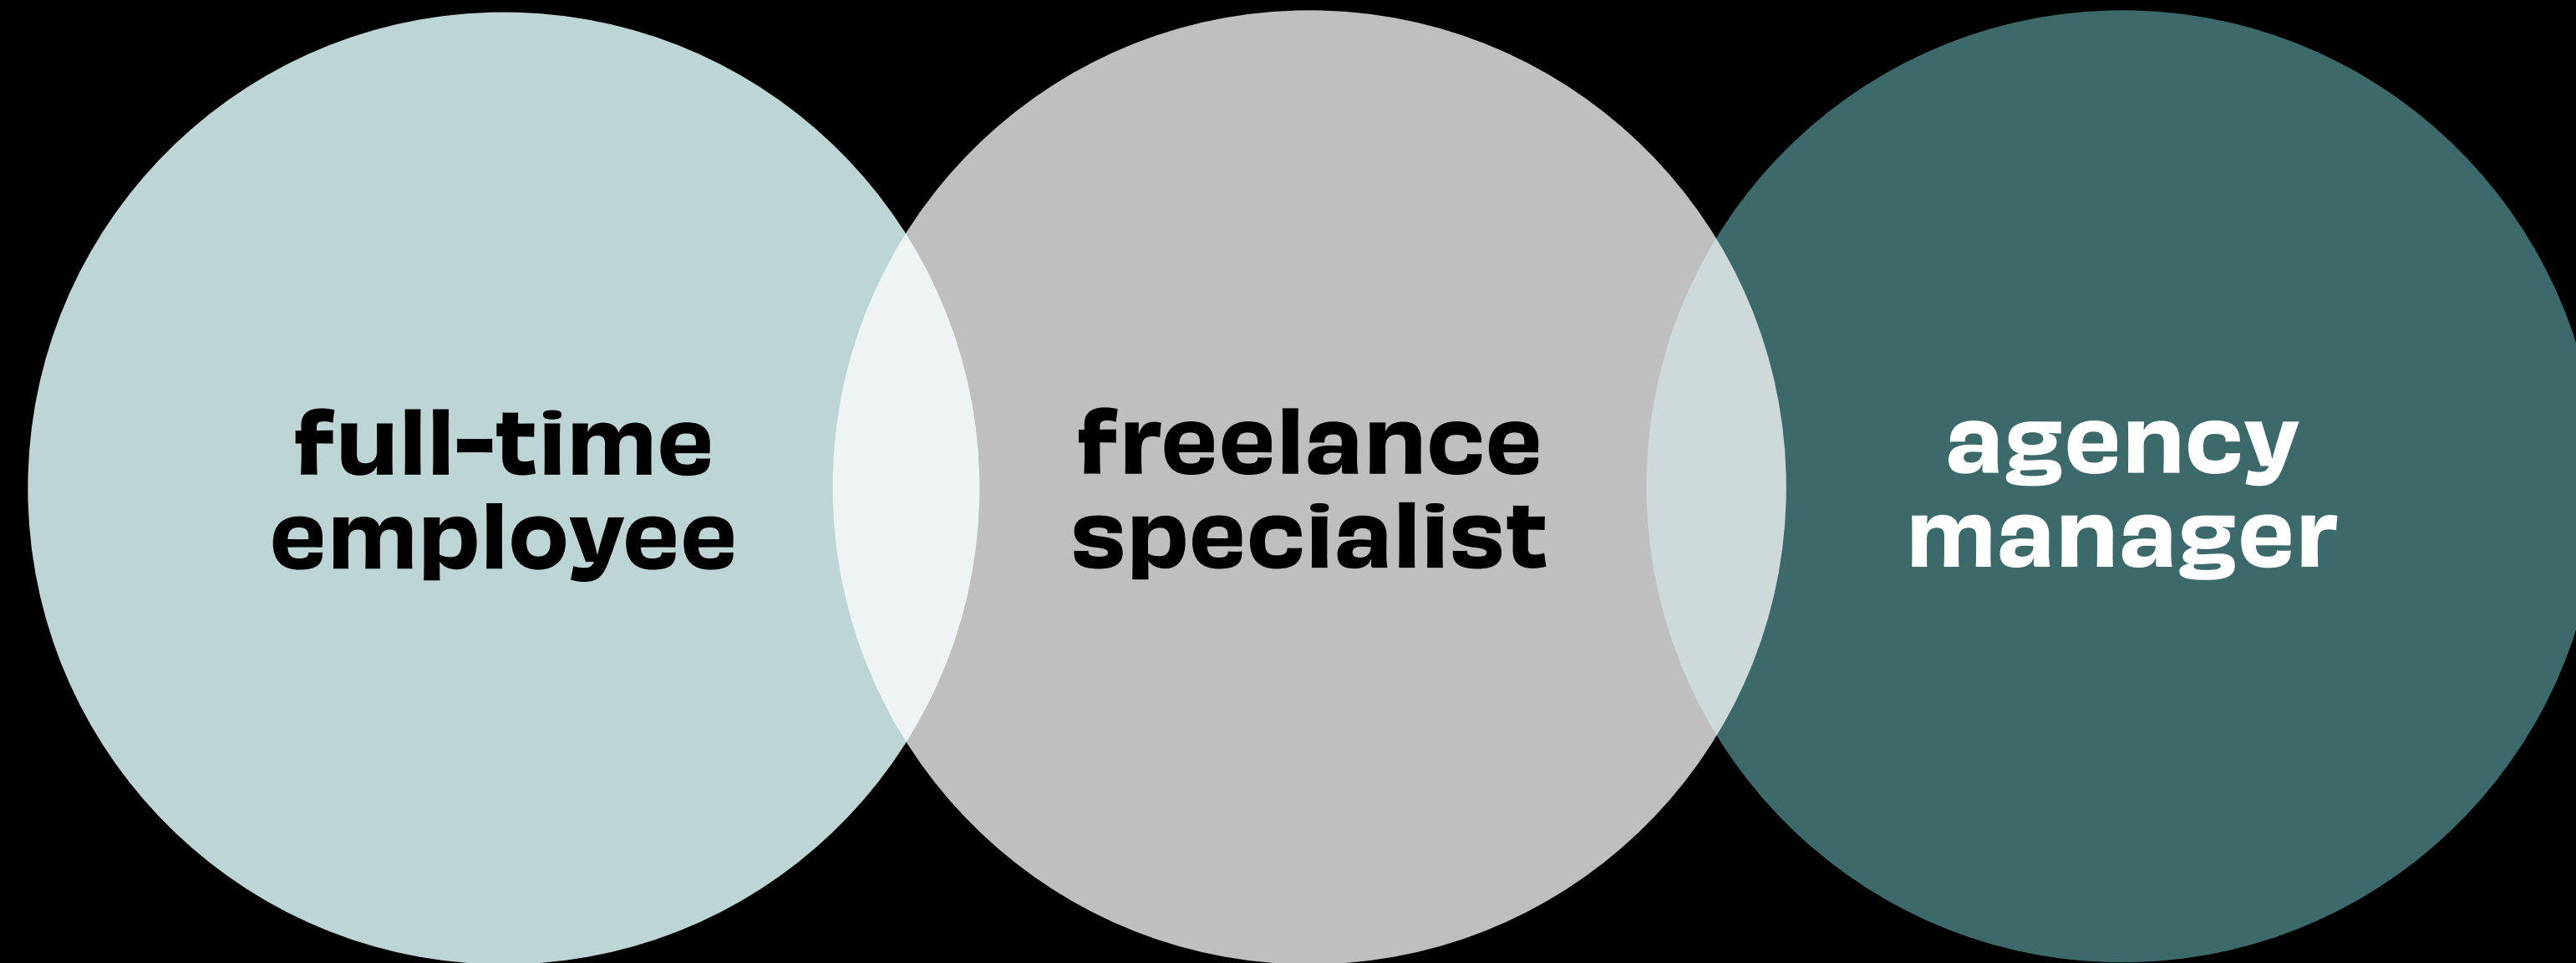 full-time
employee
freelance
specialist
agency
manager